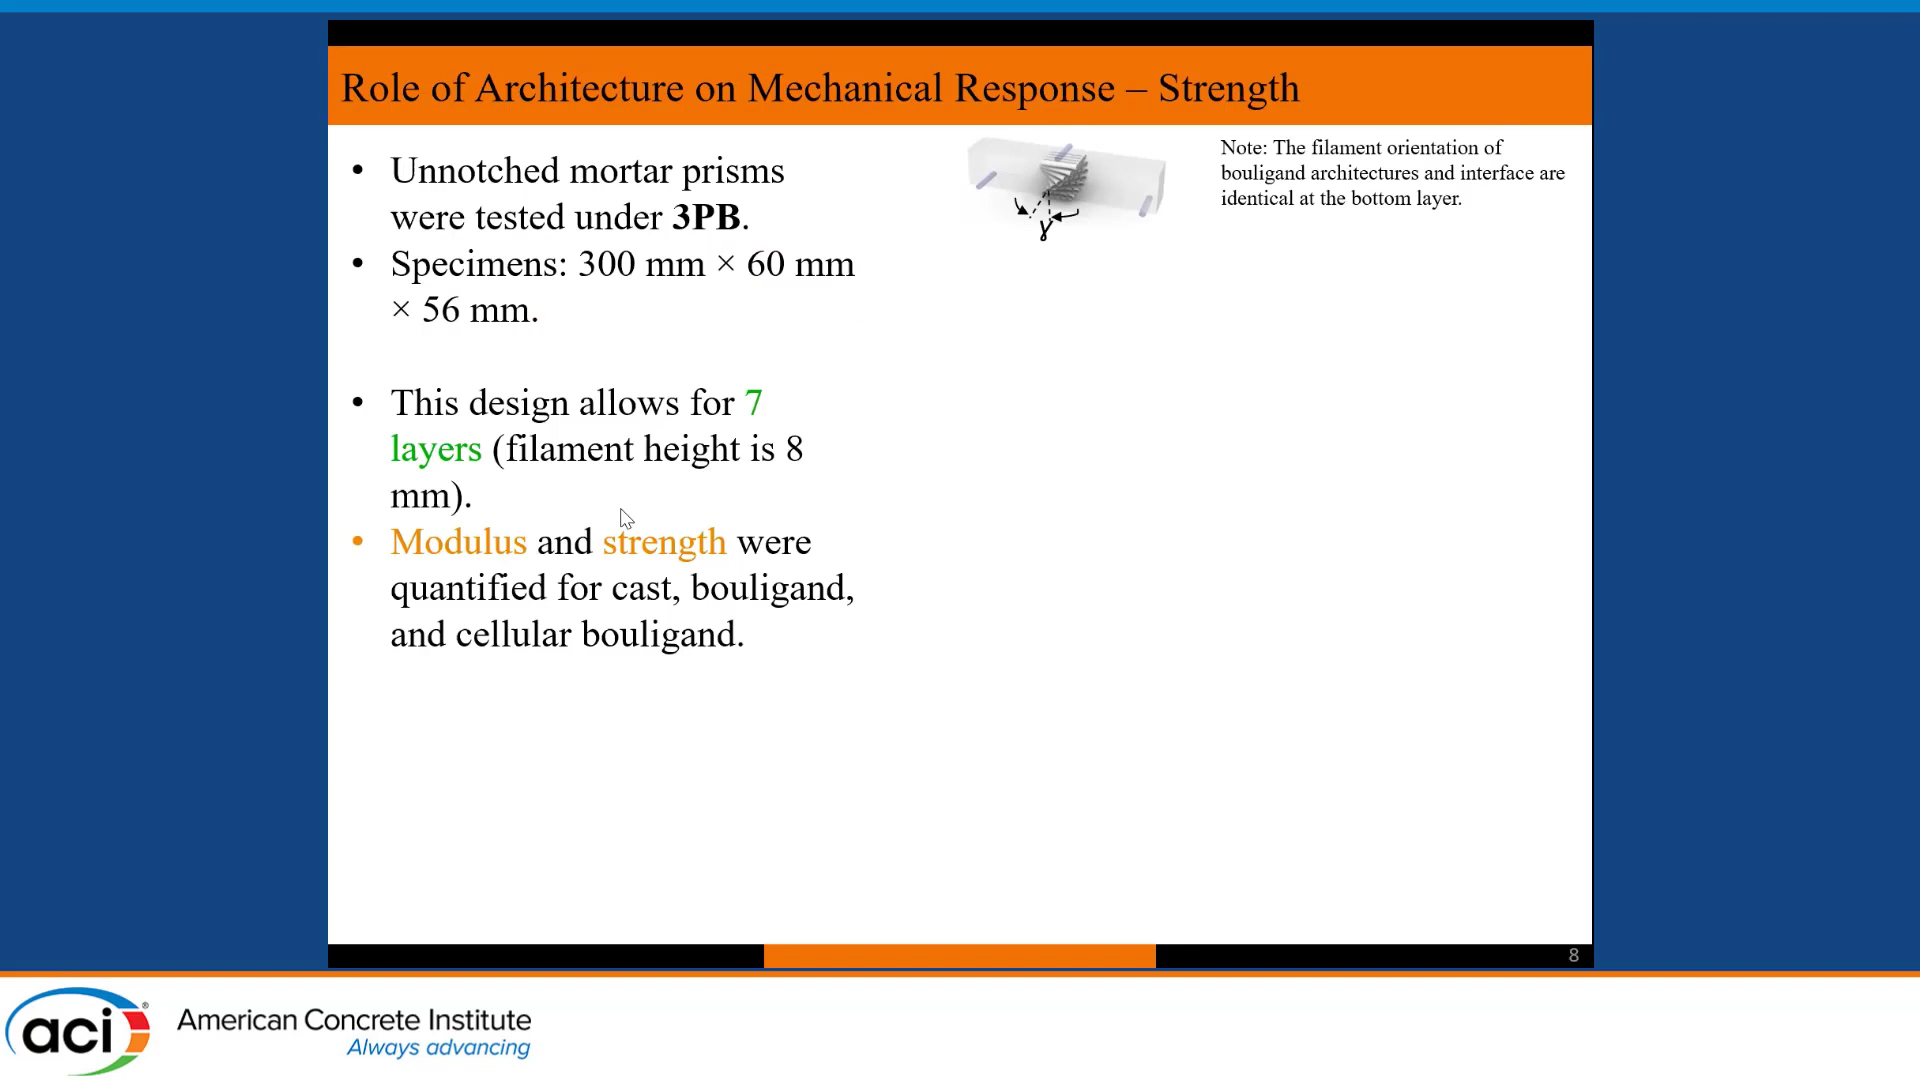 Role of Architecture on Mechanical Response – Strength
• Unnotched mortar prisms
were tested under 3PB.
• Specimens: 300 mm × 60 mm
× 56 mm.
• This design allows for 7
layers (filament height is 8
mm).
• Modulus and strength were
quantified for cast, bouligand,
and cellular bouligand.
γ
Note: The filament orientation of
bouligand architectures and interface are
identical at the bottom layer.
8
aci®
American Concrete Institute
Always advancing